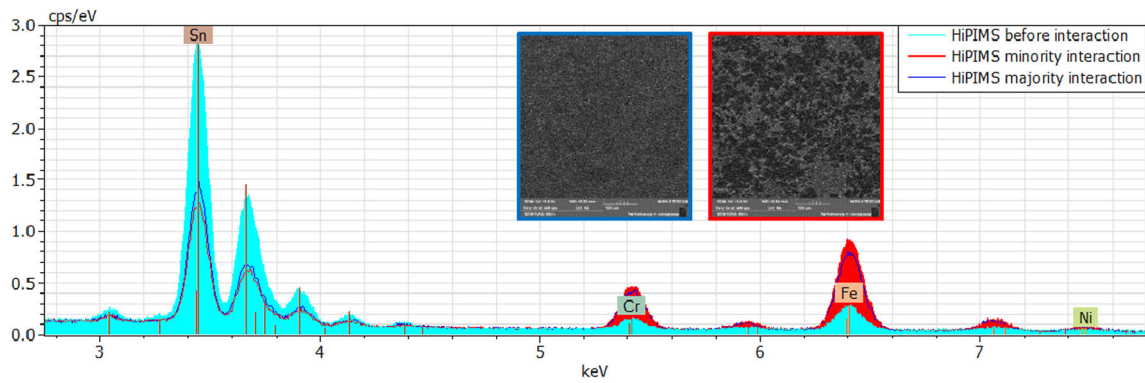 cps/eV
3.0
2.5
2.0
1.5
1.0
0.5
0.0
Sn
Cr
Fe
Ni
HiPIMS before interaction
HiPIMS minority interaction
HiPIMS majority interaction
3
4
5
6
7
keV